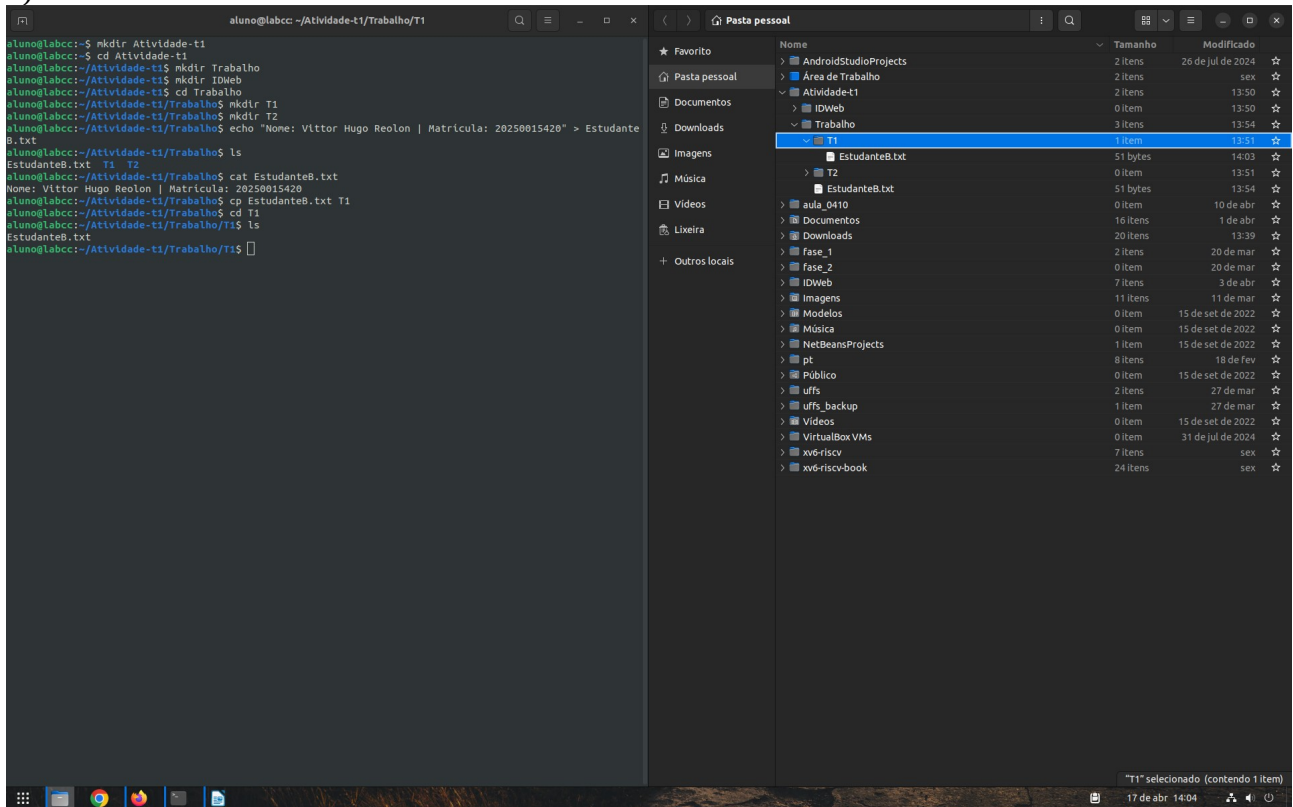 aluno@labcc: ~/Atividade-t1/Trabalho/T1
aluno@labcc:~$ mkdir Atividade-t1
aluno@labcc:~$ cd Atividade-t1
aluno@labcc:~/Atividade-t1$ mkdir Trabalho
aluno@labcc:~/Atividade-t1$ mkdir IDWeb
aluno@labcc:~/Atividade-t1$ cd Trabalho
aluno@labcc:~/Atividade-t1/Trabalho$ mkdir T1
aluno@labcc:~/Atividade-t1/Trabalho$ mkdir T2
aluno@labcc:~/Atividade-t1/Trabalho$ echo "Nome: Vittor Hugo Reolon | Matricula: 20250015420" > Estudante
B.txt
aluno@labcc:~/Atividade-t1/Trabalho$ ls
EstudanteB.txt T1 T2
aluno@labcc:~/Atividade-t1/Trabalho$ cat EstudanteB.txt
Nome: Vittor Hugo Reolon | Matricula: 20250015420
aluno@labcc:~/Atividade-t1/Trabalho$ cp EstudanteB.txt T1
aluno@labcc:~/Atividade-t1/Trabalho$ cd T1
aluno@labcc:~/Atividade-t1/Trabalho/T1$ ls
EstudanteB.txt
aluno@labcc:~/Atividade-t1/Trabalho/T1$
Pasta pessoal
Favorito
Pasta pessoal
Documentos
Downloads
Imagens
Música
Vídeos
Lixeira
+ Outros locais
Nome Tamanho Modificado
AndroidStudioProjects 2 itens 26 de jul de 2024
Área de Trabalho 2 itens sex
Atividade-t1 2 itens 13:50
IDWeb 0 item 13:50
Trabalho 3 itens 13:54
T1 1 item 13:51
EstudanteB.txt 51 bytes 14:03
T2 0 item 13:51
EstudanteB.txt 51 bytes 13:54
aula_0410 0 item 10 de abr
Documentos 16 itens 1 de abr
Downloads 20 itens 13:39
fase_1 2 itens 20 de mar
fase_2 0 item 20 de mar
IDWeb 7 itens 3 de abr
Imagens 11 itens 11 de mar
Modelos 0 item 15 de set de 2022
Música 0 item 15 de set de 2022
NetBeansProjects 1 item 15 de set de 2022
pt 8 itens 18 de fev
Público 0 item 15 de set de 2022
uffs 2 itens 27 de mar
uffs_backup 1 item 27 de mar
Vídeos 0 item 15 de set de 2022
VirtualBox VMs 0 item 31 de jul de 2024
xv6-riscv 7 itens sex
xv6-riscv-book 24 itens sex
"T1" selecionado (contendo 1 item)
17 de abr 14:04